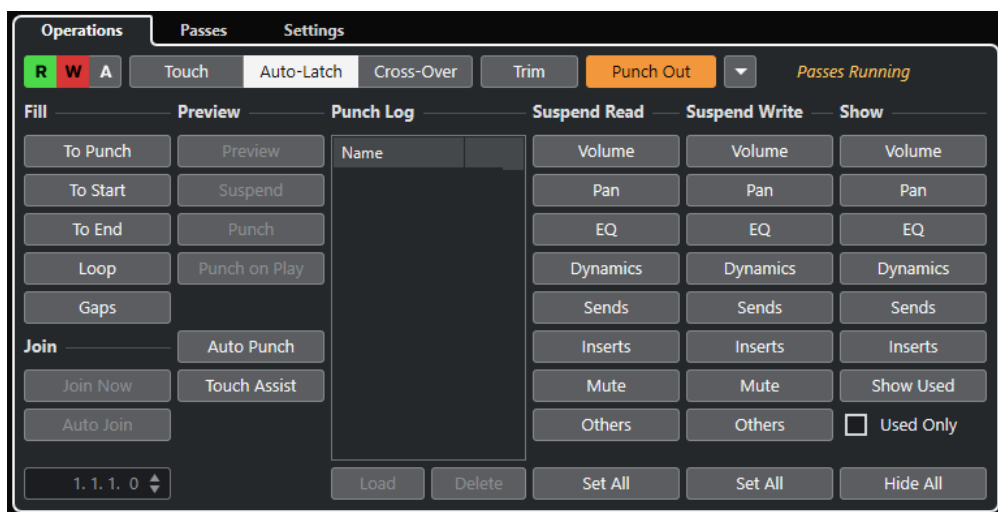 Operations Passes Settings
R W A Touch Auto-Latch Cross-Over Trim Punch Out Passes Running
Fill Preview Punch Log Suspend Read Suspend Write Show
To Punch Preview Name Volume Volume Volume
To Start Suspend Pan Pan Pan
To End Punch EQ EQ EQ
Loop Punch on Play Dynamics Dynamics Dynamics
Gaps Sends Sends Sends
Join Auto Punch Inserts Inserts Inserts
Join Now Touch Assist Mute Mute Show Used
Auto Join Others Others Used Only
1. 1. 1. 0 Load Delete Set All Set All Hide All